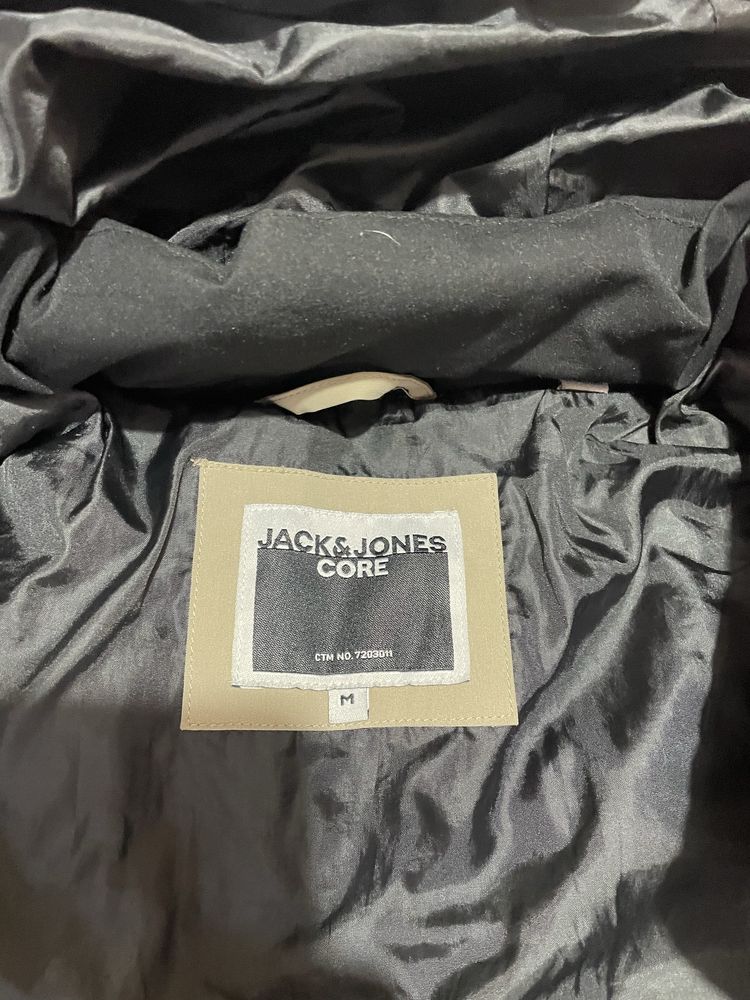 JACK&JONES
CORE
CTM NO. 7203011
M